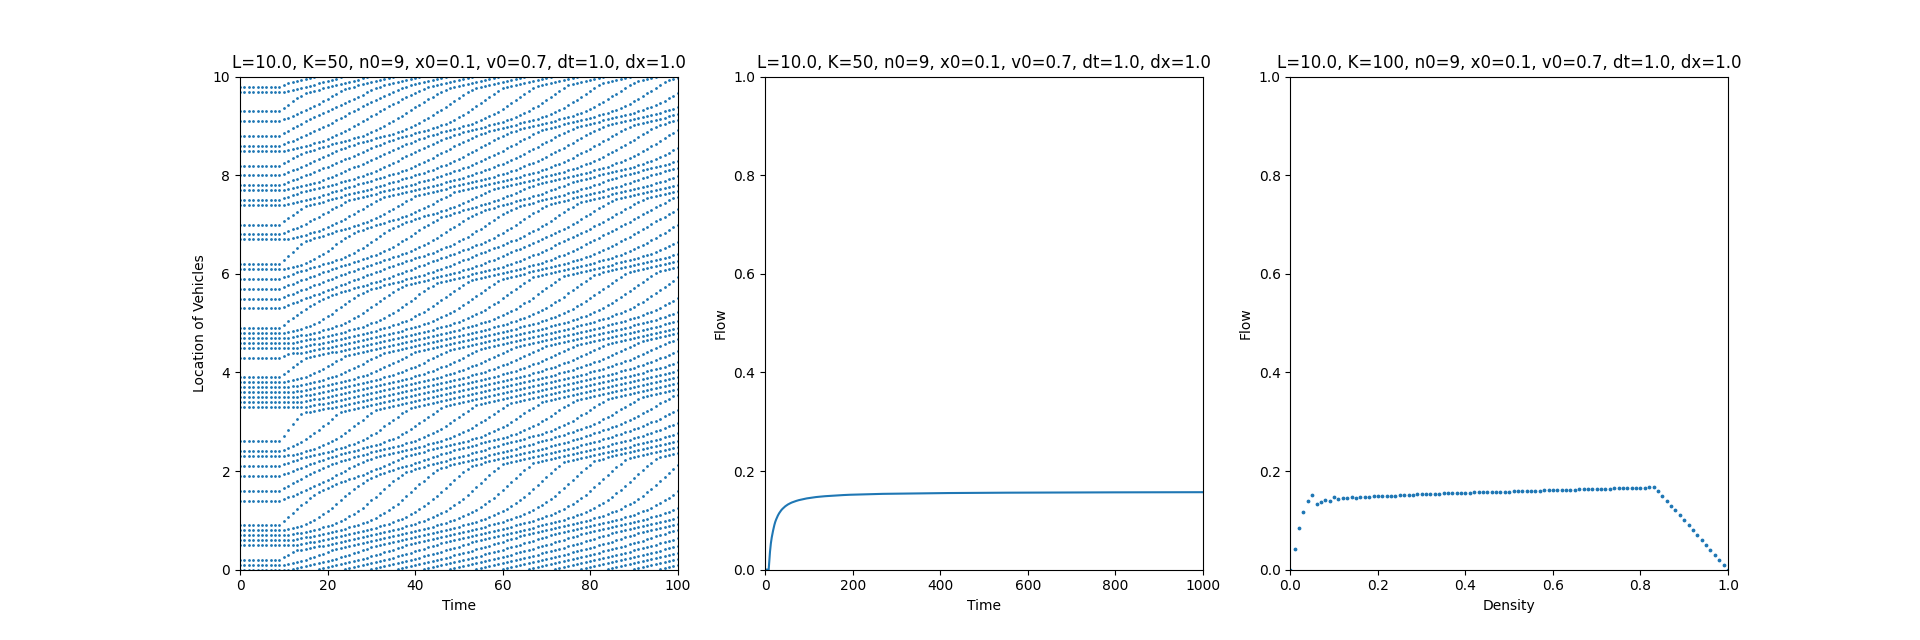 L=10.0, K=50, n0=9, x0=0.1, v0=0.7, dt=1.0, dx=1.0
10
8
6
4
2
0
Location of Vehicles
0 20 40 60 80 100
Time
L=10.0, K=50, n0=9, x0=0.1, v0=0.7, dt=1.0, dx=1.0
1.0
0.8
0.6
0.4
0.2
0.0
Flow
0 200 400 600 800 1000
Time
L=10.0, K=100, n0=9, x0=0.1, v0=0.7, dt=1.0, dx=1.0
1.0
0.8
0.6
0.4
0.2
0.0
Flow
0.0 0.2 0.4 0.6 0.8 1.0
Density